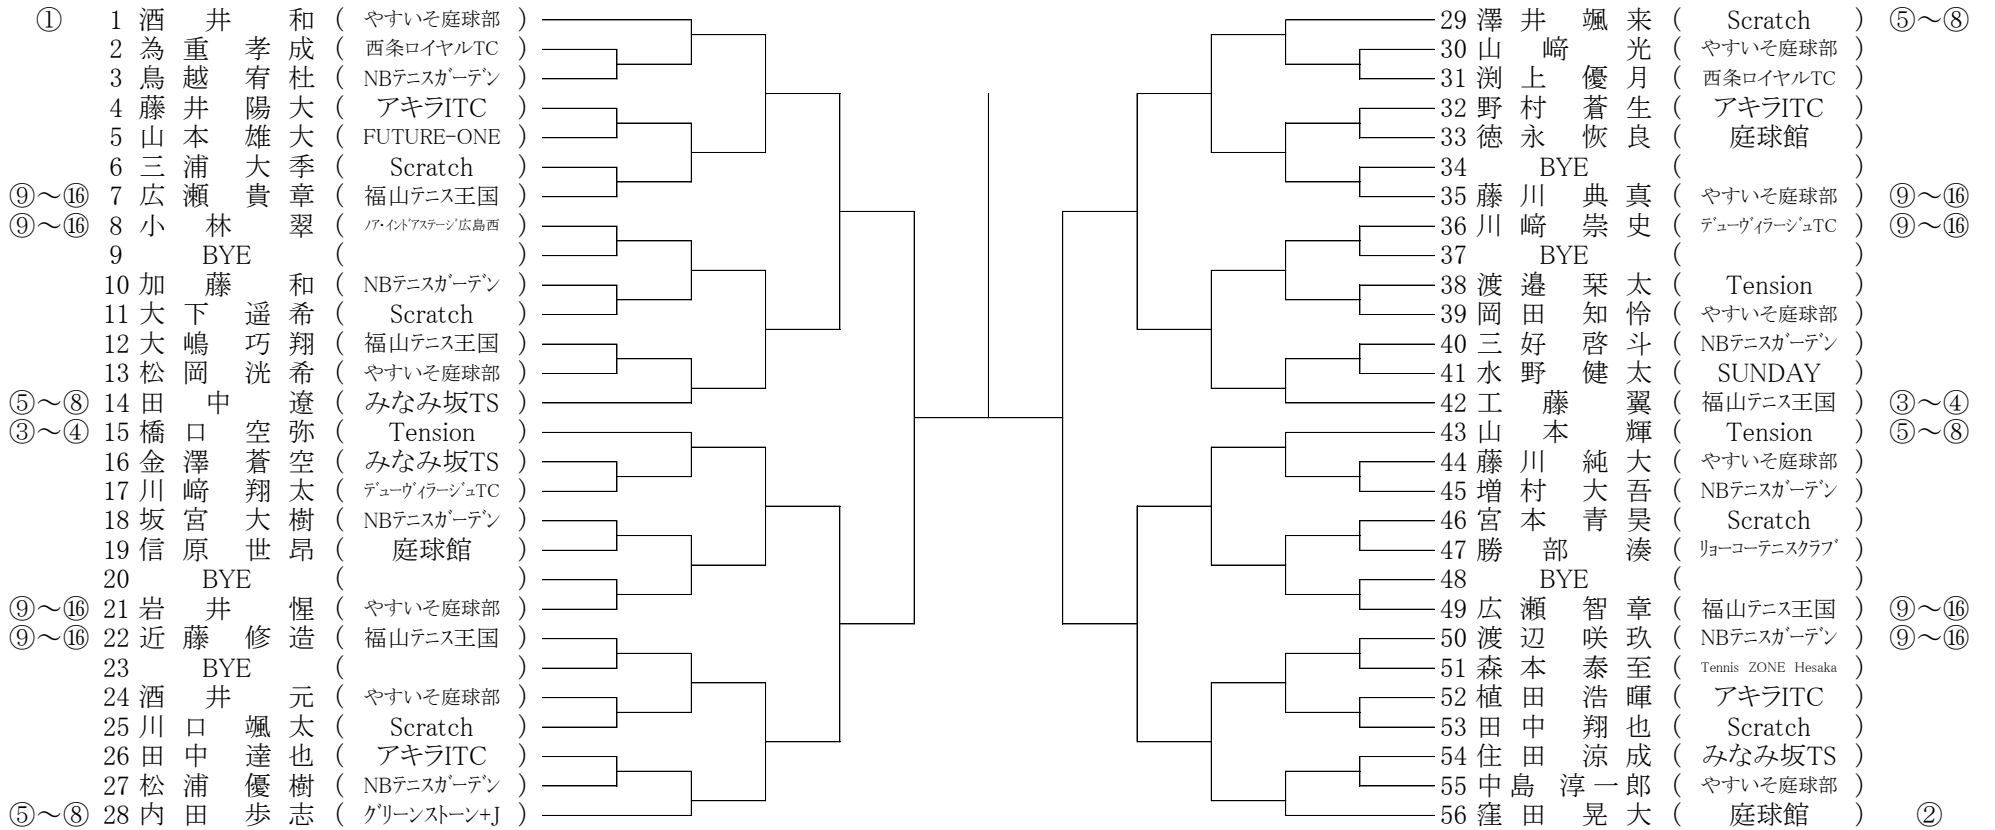 ① 1 酒井 和 ( やすいそ庭球部 )
2 為重 孝成 ( 西条ロイヤルTC )
3 鳥越 宥杜 ( NBテニスガーデン )
4 藤井 陽大 ( アキラITC )
5 山本 雄大 ( FUTURE-ONE )
6 三浦 大季 ( Scratch )
⑨～⑯ 7 広瀬 貴章 ( 福山テニス王国 )
⑨～⑯ 8 小林 翠 ( ノア・インドアステージ広島西 )
9 BYE ( )
10 加藤 和 ( NBテニスガーデン )
11 大下 遥希 ( Scratch )
12 大嶋 巧翔 ( 福山テニス王国 )
13 松岡 洸希 ( やすいそ庭球部 )
⑤～⑧ 14 田中 遼 ( みなみ坂TS )
③～④ 15 橋口 空弥 ( Tension )
16 金澤 蒼空 ( みなみ坂TS )
17 川﨑 翔太 ( デューヴィラージュTC )
18 坂宮 大樹 ( NBテニスガーデン )
19 信原 世昂 ( 庭球館 )
20 BYE ( )
⑨～⑯ 21 岩井 惺 ( やすいそ庭球部 )
⑨～⑯ 22 近藤 修造 ( 福山テニス王国 )
23 BYE ( )
24 酒井 元 ( やすいそ庭球部 )
25 川口 颯太 ( Scratch )
26 田中 達也 ( アキラITC )
27 松浦 優樹 ( NBテニスガーデン )
⑤～⑧ 28 内田 歩志 ( グリーンストーン+J )
29 澤井 颯来 ( Scratch ) ⑤～⑧
30 山﨑 光 ( やすいそ庭球部 )
31 渕上 優月 ( 西条ロイヤルTC )
32 野村 蒼生 ( アキラITC )
33 徳永 恢良 ( 庭球館 )
34 BYE ( )
35 藤川 典真 ( やすいそ庭球部 ) ⑨～⑯
36 川﨑 崇史 ( デューヴィラージュTC ) ⑨～⑯
37 BYE ( )
38 渡邉 栞太 ( Tension )
39 岡田 知怜 ( やすいそ庭球部 )
40 三好 啓斗 ( NBテニスガーデン )
41 水野 健太 ( SUNDAY )
42 工藤 翼 ( 福山テニス王国 ) ③～④
43 山本 輝 ( Tension ) ⑤～⑧
44 藤川 純大 ( やすいそ庭球部 )
45 増村 大吾 ( NBテニスガーデン )
46 宮本 青昊 ( Scratch )
47 勝部 湊 ( リョーコーテニスクラブ )
48 BYE ( )
49 広瀬 智章 ( 福山テニス王国 ) ⑨～⑯
50 渡辺 咲玖 ( NBテニスガーデン ) ⑨～⑯
51 森本 泰至 ( Tennis ZONE Hesaka )
52 植田 浩暉 ( アキラITC )
53 田中 翔也 ( Scratch )
54 住田 涼成 ( みなみ坂TS )
55 中島 淳一郎 ( やすいそ庭球部 )
56 窪田 晃大 ( 庭球館 ) ②